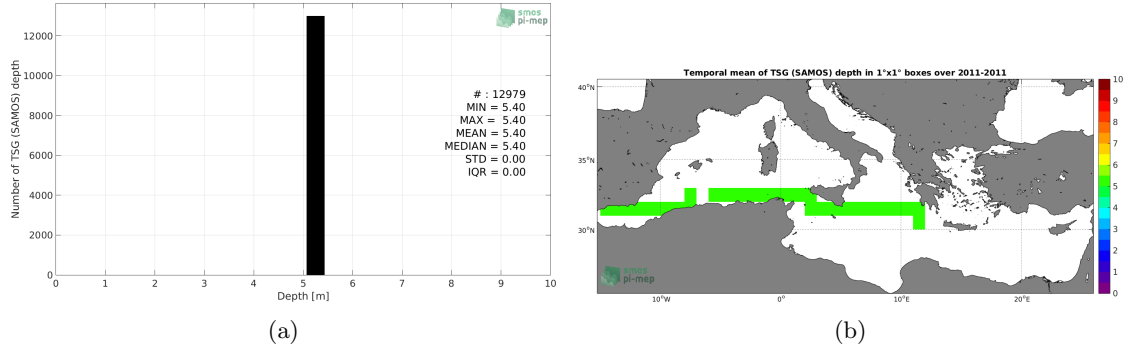 smos
pi-mep
Number of TSG (SAMOS) depth
12000
10000
8000
6000
4000
2000
0
# : 12979
MIN = 5.40
MAX = 5.40
MEAN = 5.40
MEDIAN = 5.40
STD = 0.00
IQR = 0.00
0 1 2 3 4 5 6 7 8 9 10
Depth [m]
(a)
Temporal mean of TSG (SAMOS) depth in 1°x1° boxes over 2011-2011
40°N
35°N
30°N
10°W 0° 10°E 20°E
smos
pi-mep
10
9
8
7
6
5
4
3
2
1
0
(b)